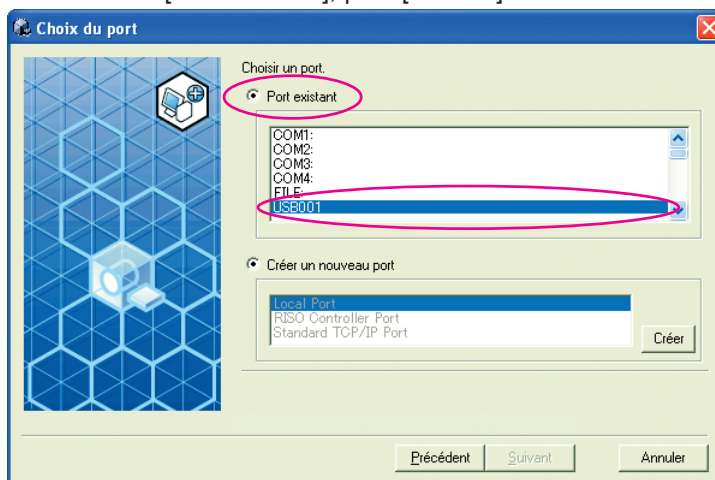 Choix du port
Choisir un port.
Port existant
COM1:
COM2:
COM3:
COM4:
FILE:
USB001
Créer un nouveau port
Local Port
RISO Controller Port
Standard TCP/IP Port
Créer
Précédent Suivant Annuler